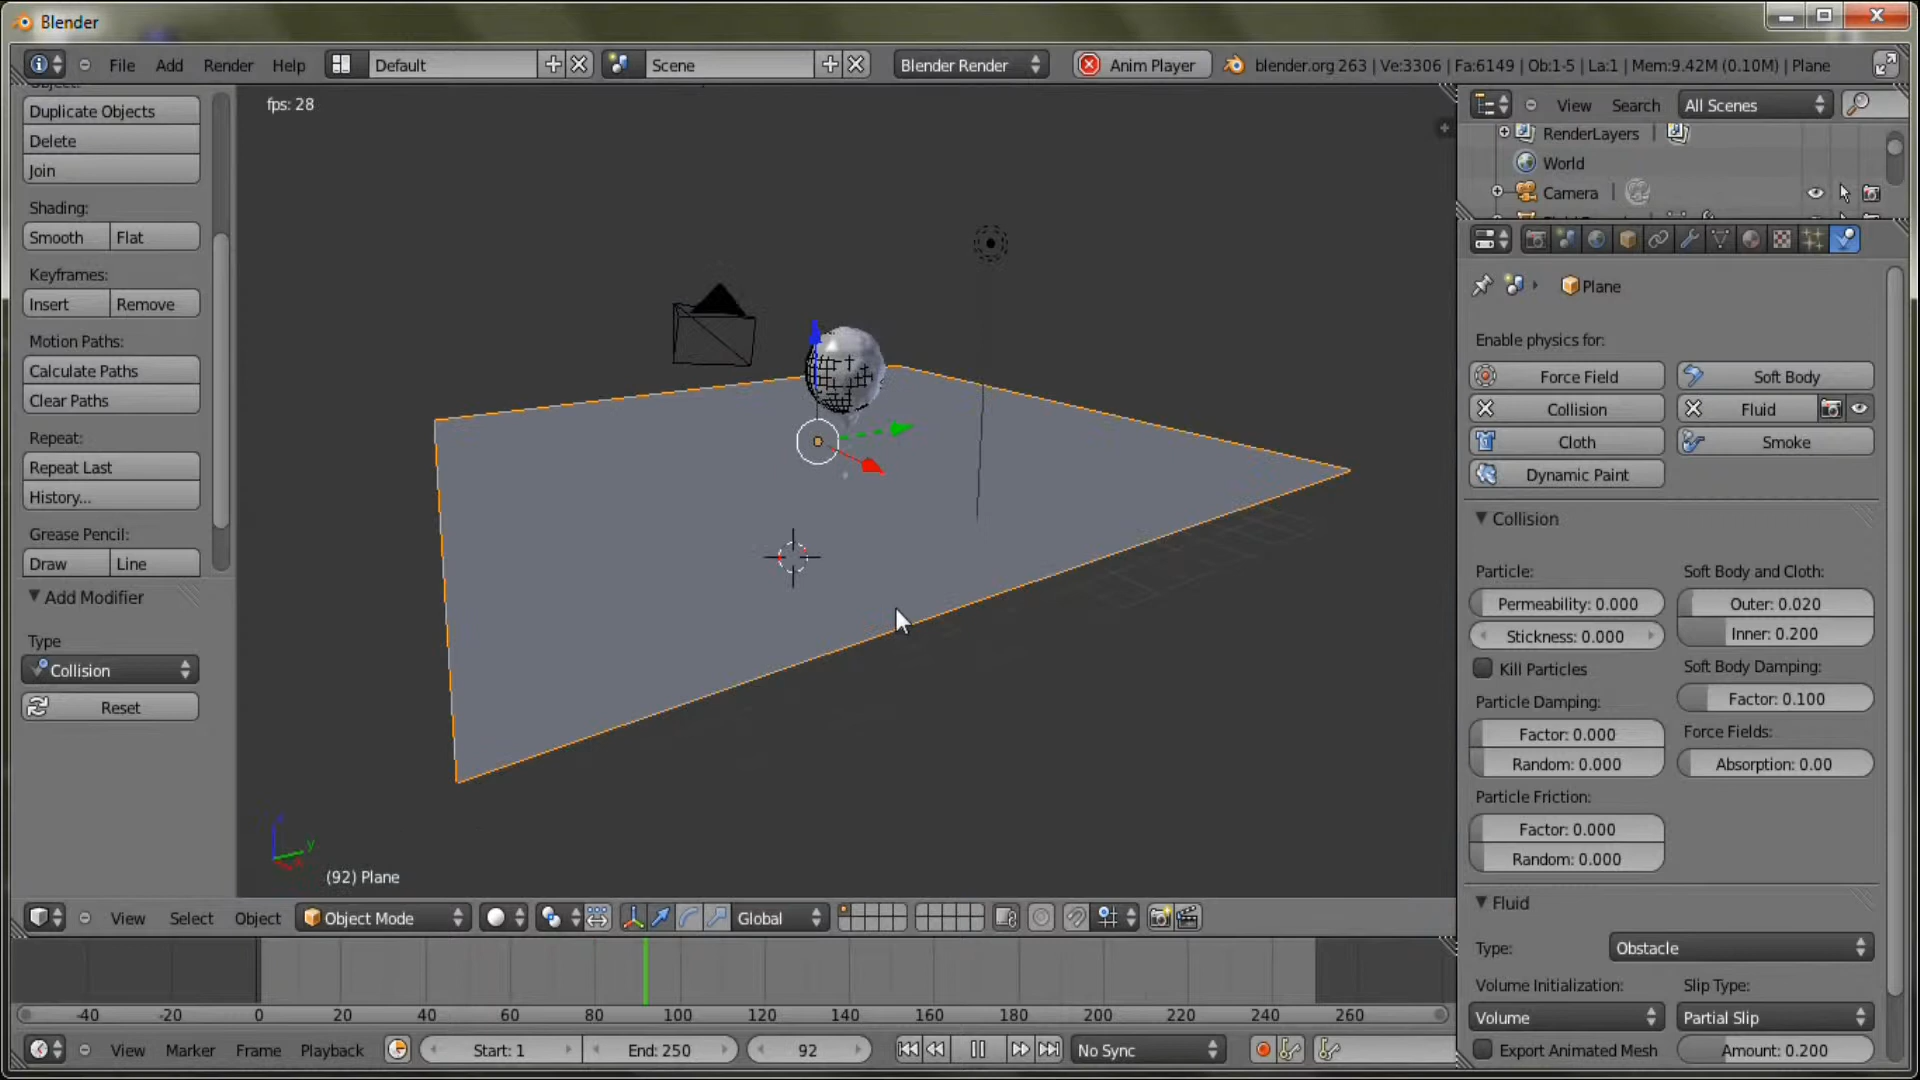 Blender
File Add Render Help Default Scene Blender Render Anim Player blender.org 263 | Ve:3306 | Fa:6149 | Ob:1-5 | La:1 | Mem:9.42M (0.10M) | Plane
Duplicate Objects
Delete
Join
Shading:
Smooth Flat
Keyframes:
Insert Remove
Motion Paths:
Calculate Paths
Clear Paths
Repeat:
Repeat Last
History...
Grease Pencil:
Draw Line
Add Modifier
Type
Collision
Reset
fps: 28
y
(92) Plane
View Search All Scenes
RenderLayers
World
Camera
Plane
Enable physics for:
Force Field Soft Body
Collision Fluid
Cloth Smoke
Dynamic Paint
Collision
Particle: Soft Body and Cloth:
Permeability: 0.000 Outer: 0.020
Stickness: 0.000 Inner: 0.200
Kill Particles Soft Body Damping:
Particle Damping: Factor: 0.100
Factor: 0.000 Force Fields:
Random: 0.000 Absorption: 0.00
Particle Friction:
Factor: 0.000
Random: 0.000
Fluid
Type: Obstacle
Volume Initialization: Slip Type:
Volume Partial Slip
Export Animated Mesh Amount: 0.200
View Select Object Object Mode Global
-40 -20 0 20 40 60 80 100 120 140 160 180 200 220 240 260
View Marker Frame Playback Start: 1 End: 250 92 No Sync